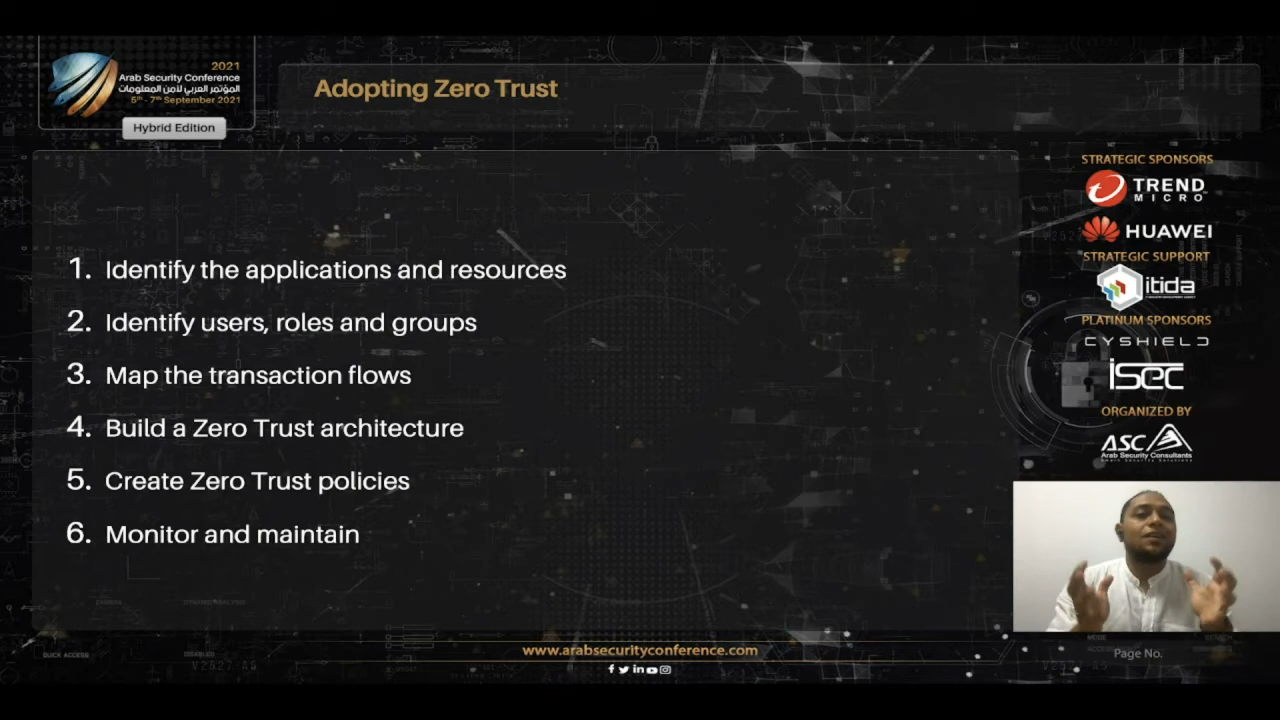 2021
Arab Security Conference
المؤتمر العربي لأمن المعلومات
5th - 7th September 2021
Hybrid Edition
Adopting Zero Trust
1. Identify the applications and resources
2. Identify users, roles and groups
3. Map the transaction flows
4. Build a Zero Trust architecture
5. Create Zero Trust policies
6. Monitor and maintain
STRATEGIC SPONSORS
TREND
MICRO
HUAWEI
STRATEGIC SUPPORT
itida
PLATINUM SPONSORS
CYSHIELD
isec
ORGANIZED BY
ASC
Arab Security Consultants
Page No.
www.arabsecurityconference.com
QUICK ACCESS